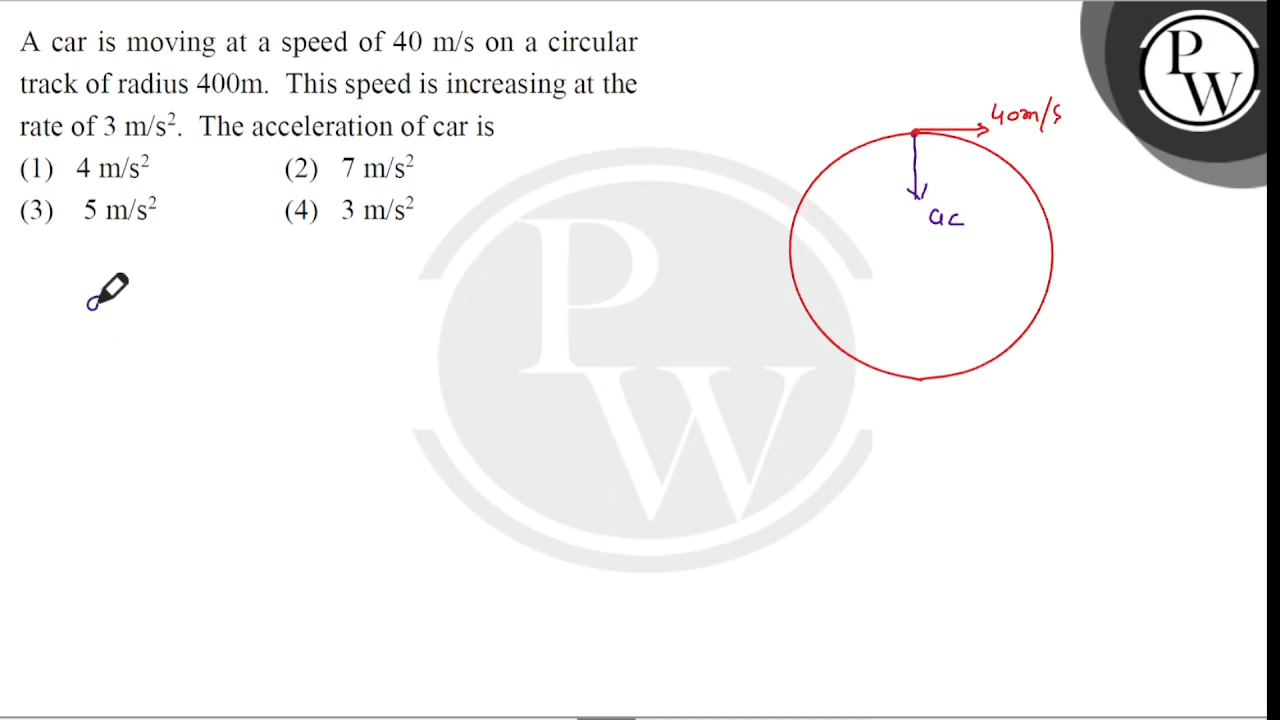 A car is moving at a speed of 40 m/s on a circular
track of radius 400m. This speed is increasing at the
rate of 3 m/s². The acceleration of car is
(1) 4 m/s² (2) 7 m/s²
(3) 5 m/s² (4) 3 m/s²
40m/s
ac
PW
PW